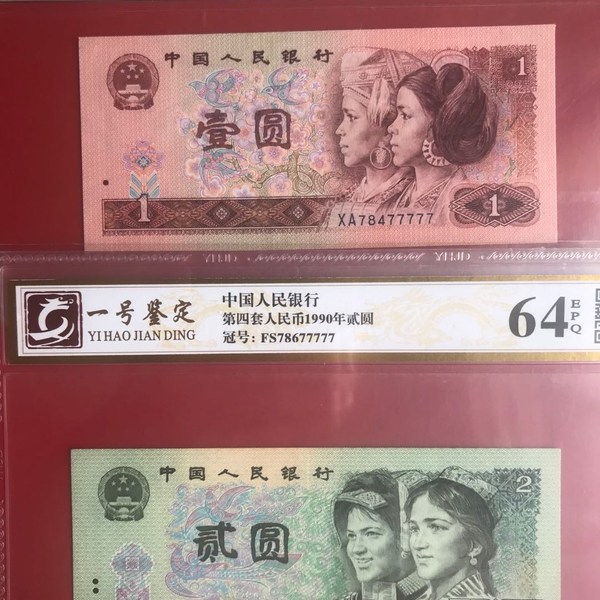 中国人民银行
1
壹圆
XA78477777
1
1
一号鉴定
YI HAO JIAN DING
中国人民银行
第四套人民币1990年贰圆
冠号: FS78677777
64
EPQ
中国人民银行
2
贰圆